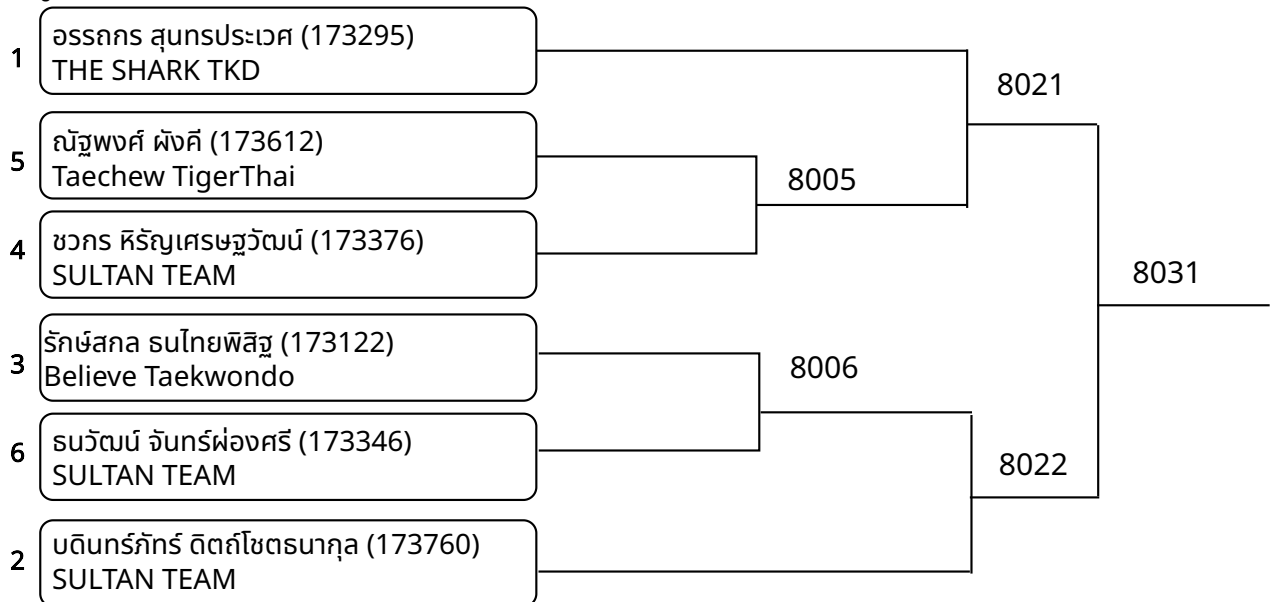 1
อรรถกร สุนทรประเวศ (173295)
THE SHARK TKD
8021
5
ณัฐพงศ์ ผังคี (173612)
Taechew TigerThai
8005
4
ชวกร หิรัญเศรษฐวัฒน์ (173376)
SULTAN TEAM
8031
3
รักษ์สกล ธนไทยพิสิฐ (173122)
Believe Taekwondo
8006
6
ธนวัฒน์ จันทร์ผ่องศรี (173346)
SULTAN TEAM
8022
2
บดินทร์ภัทร์ ดิตถ์โชตธนากุล (173760)
SULTAN TEAM